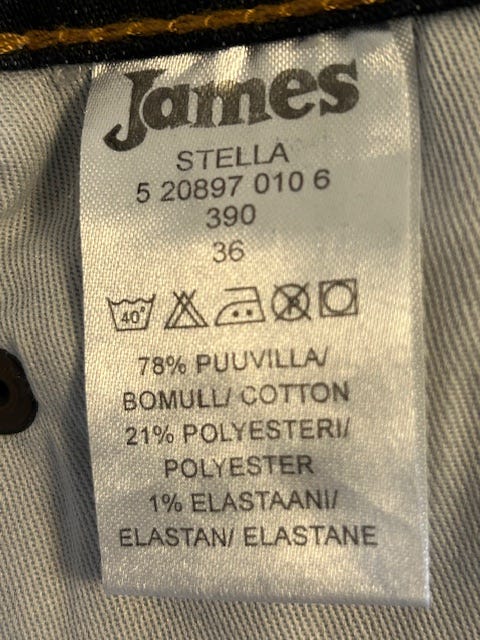 James
STELLA
5 20897 010 6
390
36
40°
78% PUUVILLA/
BOMULL/ COTTON
21% POLYESTERI/
POLYESTER
1% ELASTAANI/
ELASTAN/ ELASTANE